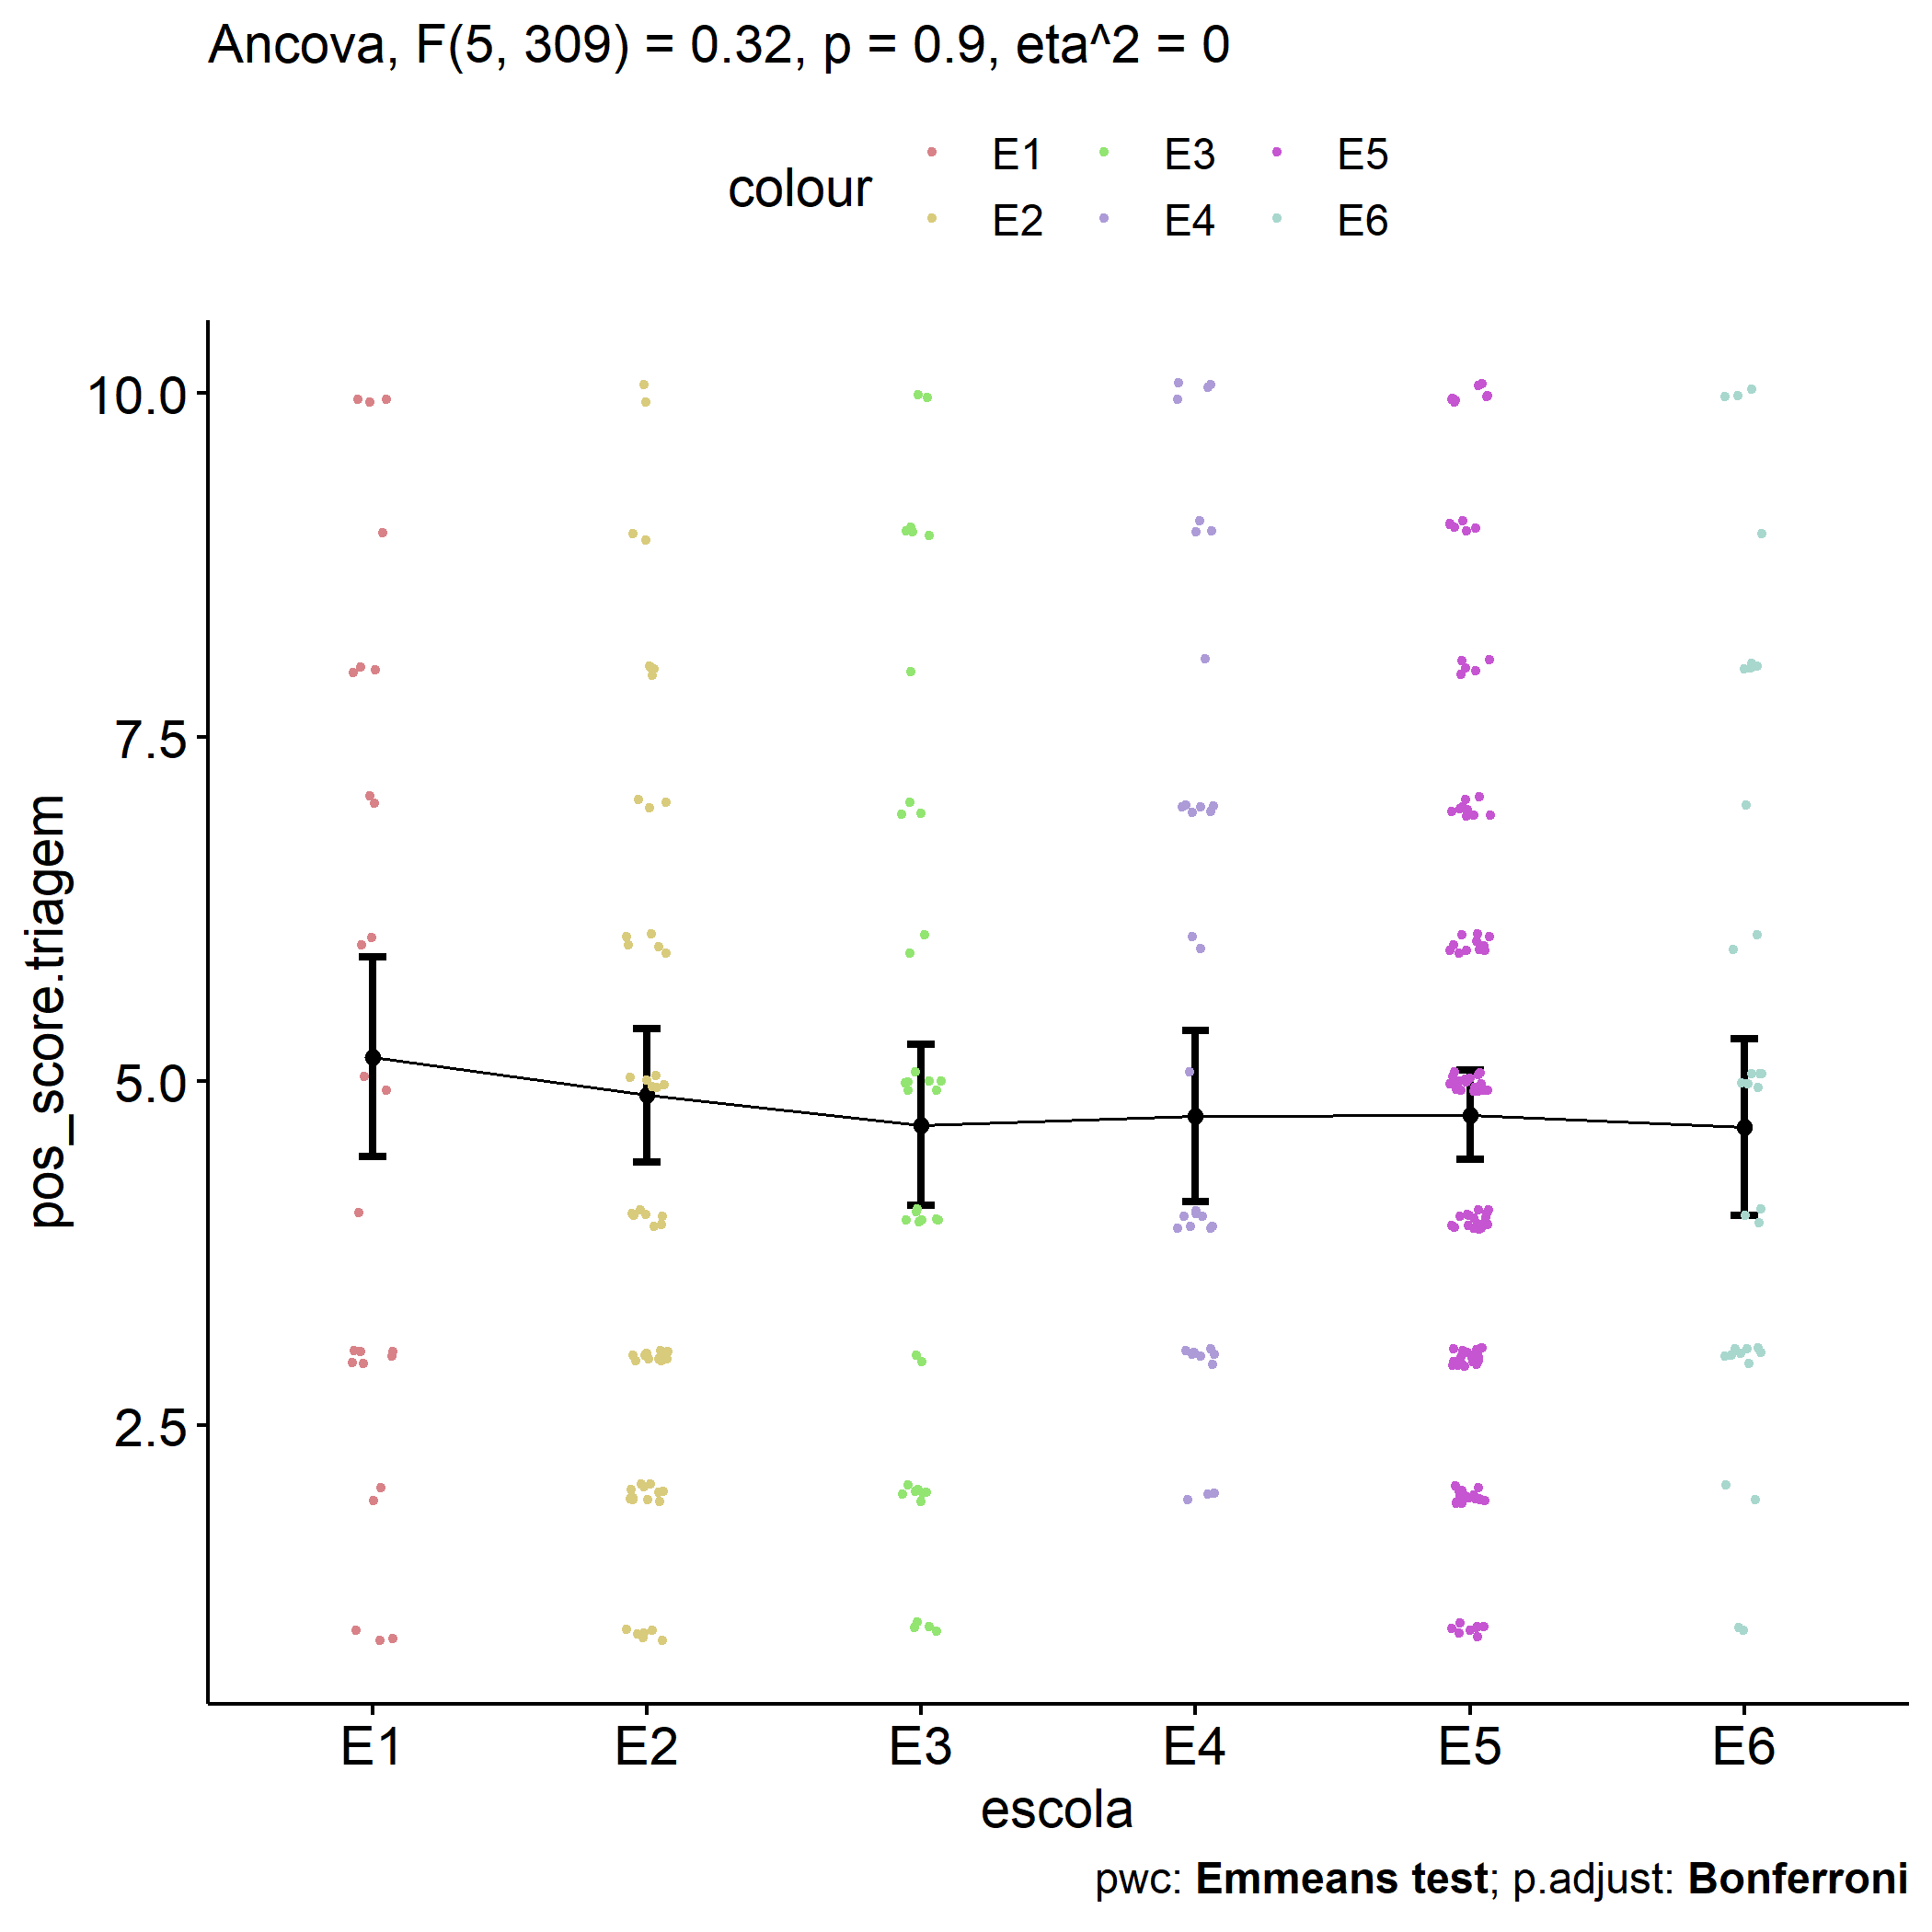 Ancova, F(5, 309) = 0.32, p = 0.9, eta^2 = 0
colour
E1 E3 E5
E2 E4 E6
10.0
7.5
5.0
2.5
pos_score.triagem
E1 E2 E3 E4 E5 E6
escola
pwc: Emmeans test; p.adjust: Bonferroni